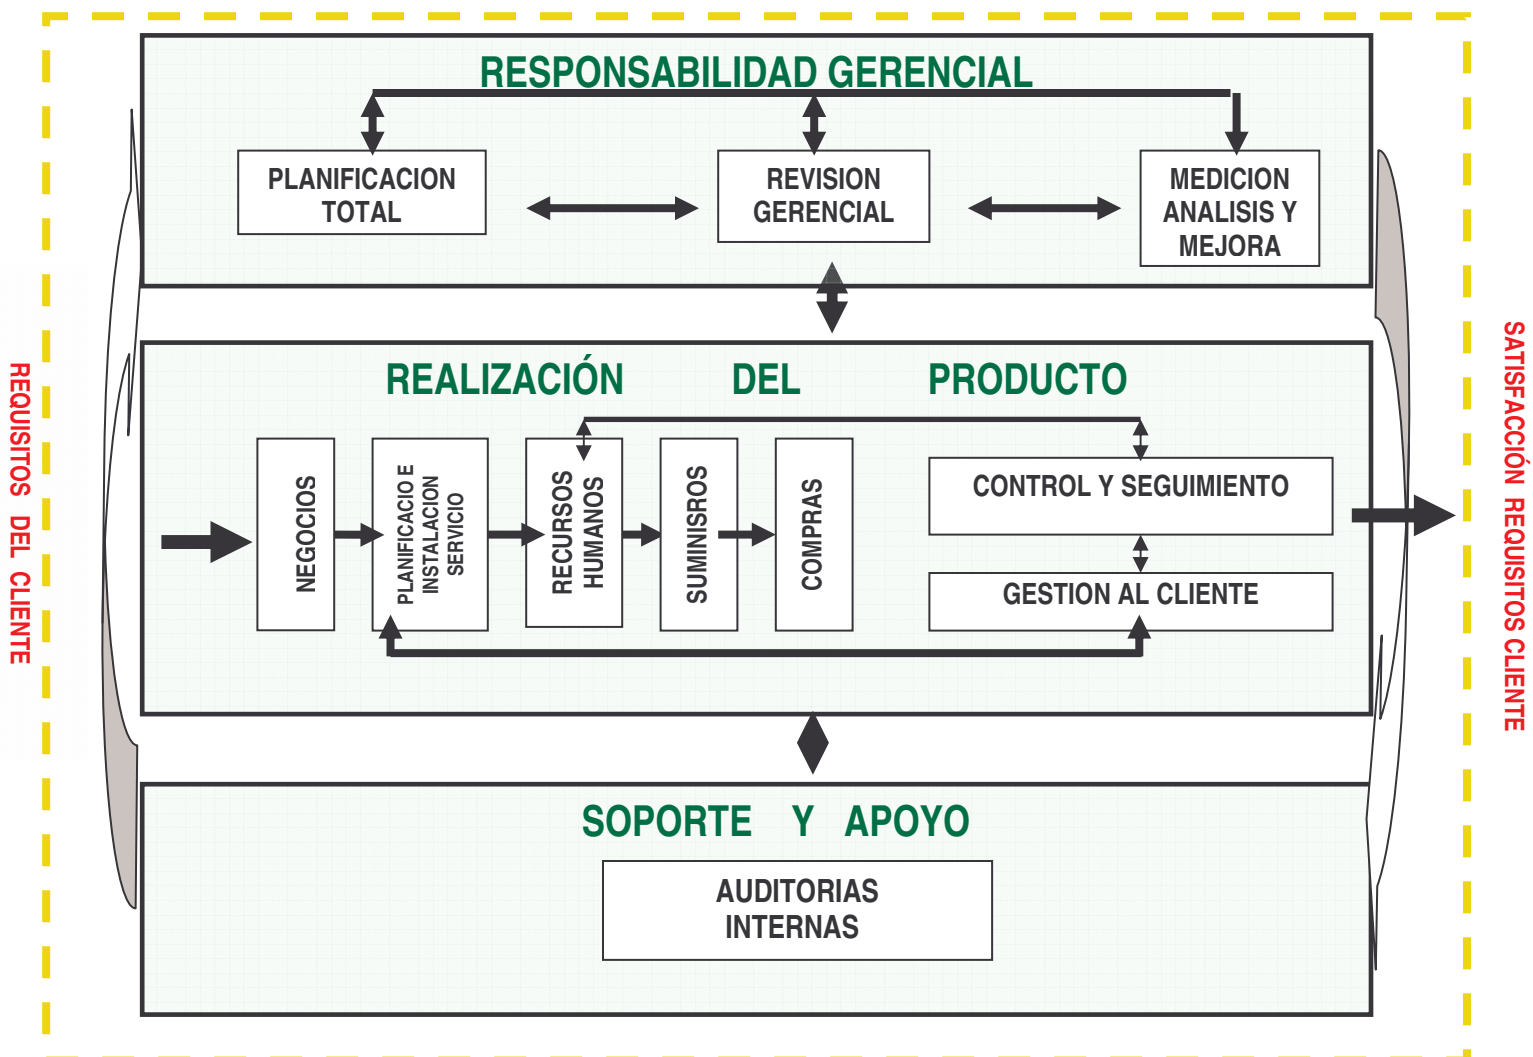 RESPONSABILIDAD GERENCIAL
PLANIFICACION
TOTAL
REVISION
GERENCIAL
MEDICION
ANALISIS Y
MEJORA
REQUISITOS DEL CLIENTE
REALIZACIÓN DEL PRODUCTO
NEGOCIOS
PLANIFICACIO E
INSTALACION
SERVICIO
RECURSOS
HUMANOS
SUMINISROS
COMPRAS
CONTROL Y SEGUIMIENTO
GESTION AL CLIENTE
SATISFACCIÓN REQUISITOS CLIENTE
SOPORTE Y APOYO
AUDITORIAS
INTERNAS